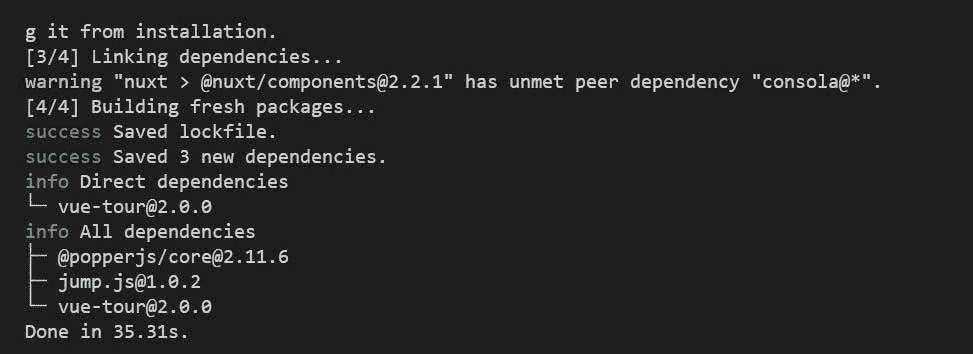 g it from installation.
[3/4] Linking dependencies...
warning "nuxt > @nuxt/components@2.2.1" has unmet peer dependency "consola@*".
[4/4] Building fresh packages...
success Saved lockfile.
success Saved 3 new dependencies.
info Direct dependencies
└─ vue-tour@2.0.0
info All dependencies
├─ @popperjs/core@2.11.6
├─ jump.js@1.0.2
└─ vue-tour@2.0.0
Done in 35.31s.